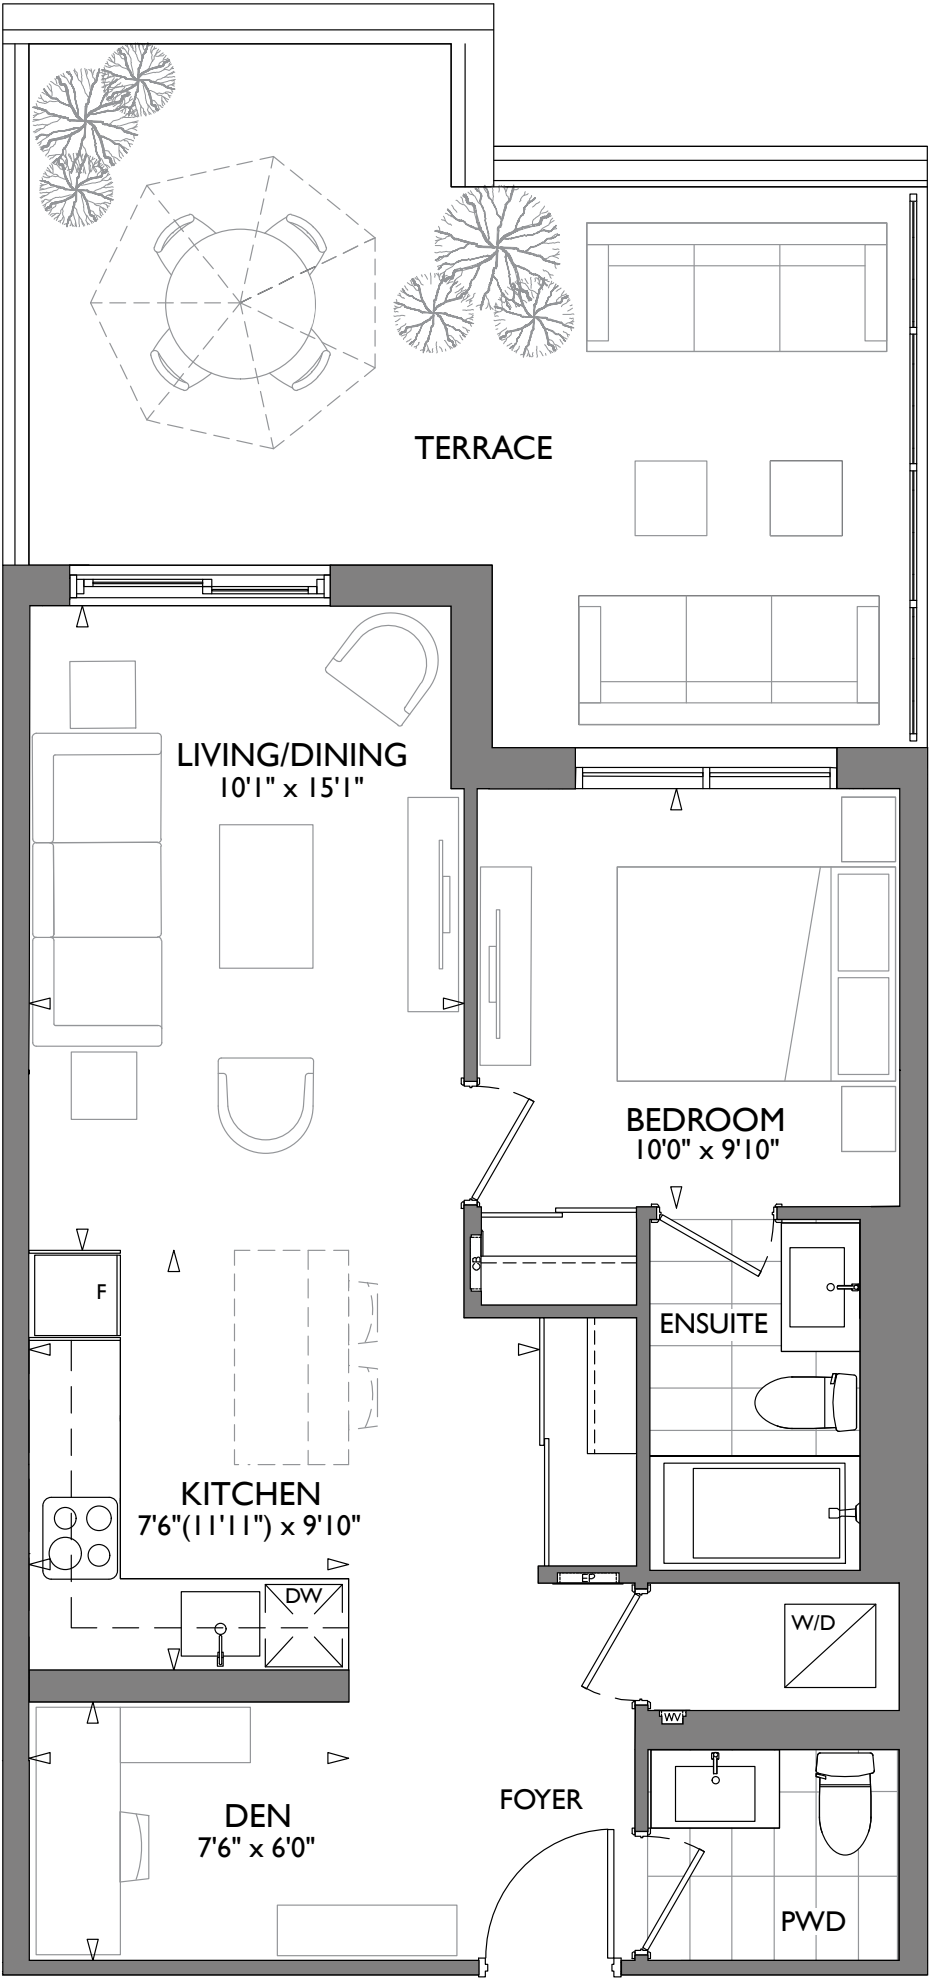 TERRACE
LIVING/DINING
10'1" x 15'1"
BEDROOM
10'0" x 9'10"
F
ENSUITE
KITCHEN
7'6"(11'11") x 9'10"
EP
DW
W/D
WV
FOYER
DEN
7'6" x 6'0"
PWD